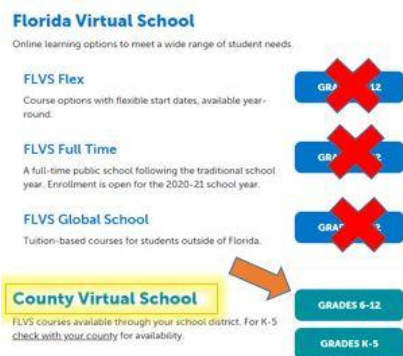 Florida Virtual School
Online learning options to meet a wide range of student needs.
FLVS Flex
Course options with flexible start dates, available year-
round.
12
FLVS Full Time
A full-time public school following the traditional school
year. Enrollment is open for the 2020-21 school year.
FLVS Global School
Tuition-based courses for students outside of Florida.
County Virtual School
GRADES 6-12
FLVS courses available through your school district. For K-5
check with your county for availability.
GRADES K-5